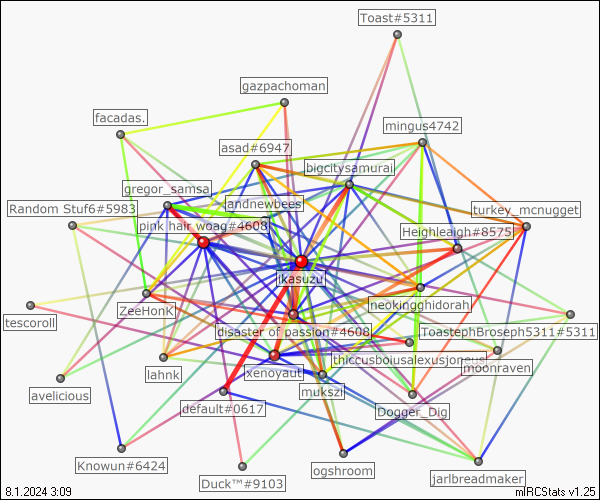 Toast#5311
gazpachoman
facadas.
mingus4742
asad#6947
bigcitysamurai
gregor_samsa
andnewbees
Random Stuf6#5983
turkey_mcnugget
pink hair woag#4608
Heighleaigh#8575
jkasuzu
tescoroll
ZeeHonk
neokingghidorah
disaster of passion#4608
ToastephBroseph5311#5311
thiccusboiusalexusjoneusi
lahnk
xenoyaut
moonraven
avelicious
mukszi
default#0617
Dogger_Dig
Knowun#6424
ogshroom
Duck™#9103
jarlbreadmaker
8.1.2024 3:09
mIRCStats v1.25